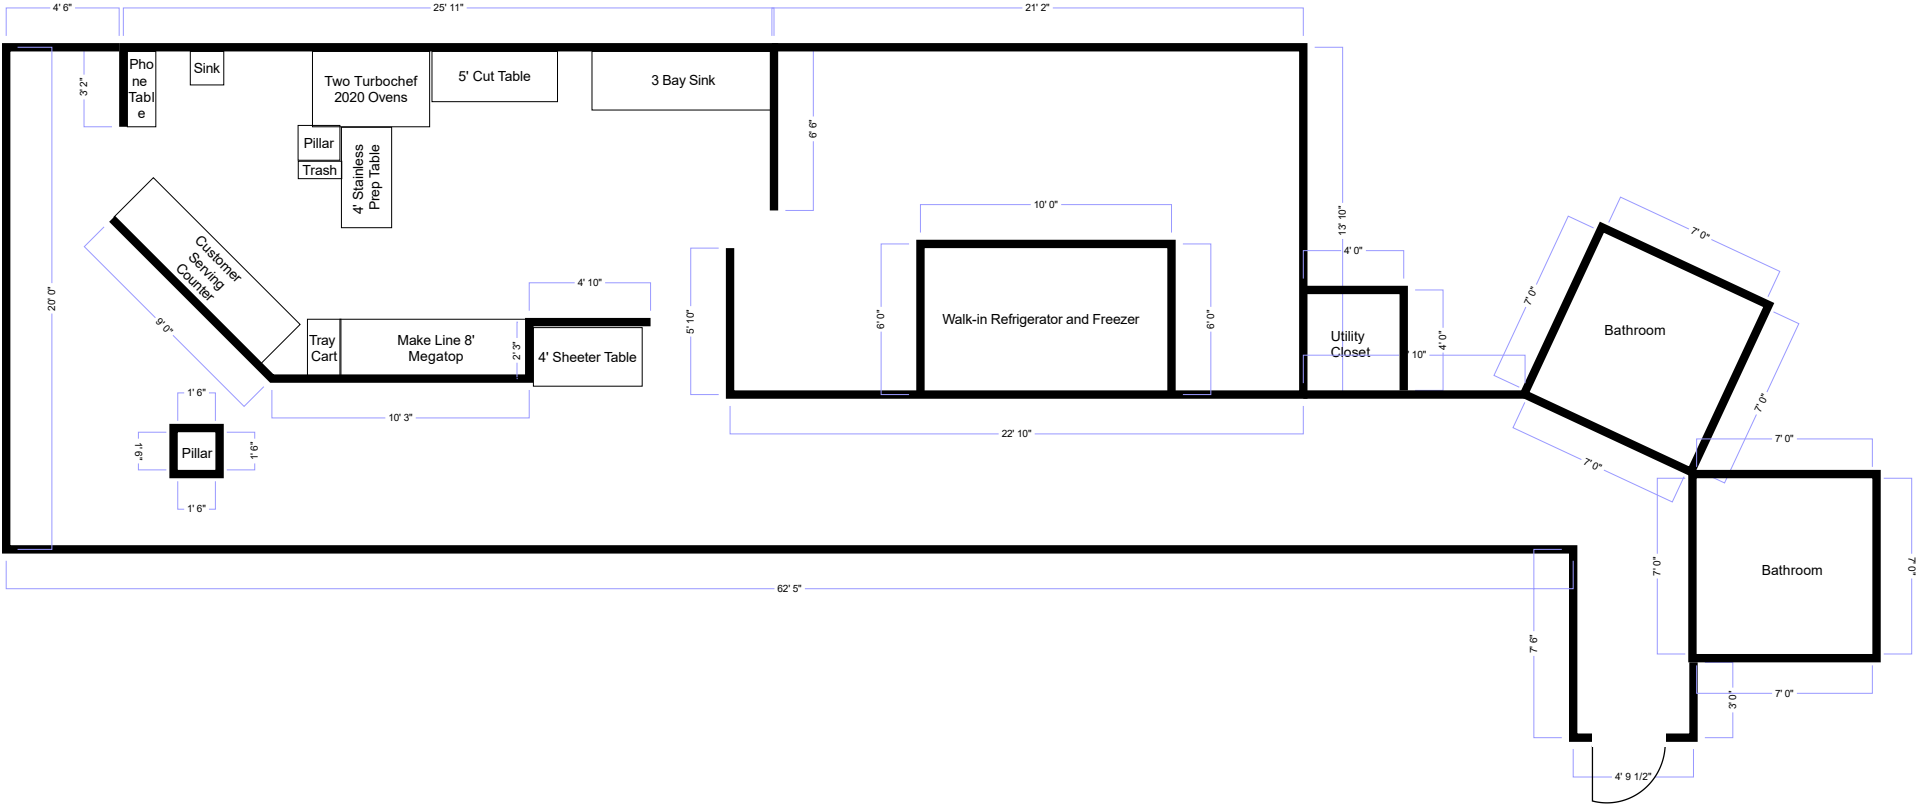 4' 6"
25' 11"
21' 2"
Pho
ne
Tabl
e
Sink
Two Turbochef
2020 Ovens
5' Cut Table
3 Bay Sink
3' 2"
6' 6"
Pillar
Trash
4' Stainless
Prep Table
13' 10"
10' 0"
7' 0"
4' 0"
Customer
Serving
Counter
4' 10"
20' 0"
9' 0"
5' 10"
6' 0"
Walk-in Refrigerator and Freezer
6' 0"
7' 0"
Bathroom
Tray
Cart
Make Line 8'
Megatop
2' 3"
4' Sheeter Table
Utility
Closet
4' 0"
10"
7' 0"
1' 6"
10' 3"
22' 10"
7' 0"
7' 0"
1' 6"
Pillar
1' 6"
1' 6"
7' 0"
Bathroom
7' 0"
62' 5"
7' 6"
7' 0"
3' 0"
4' 9 1/2"